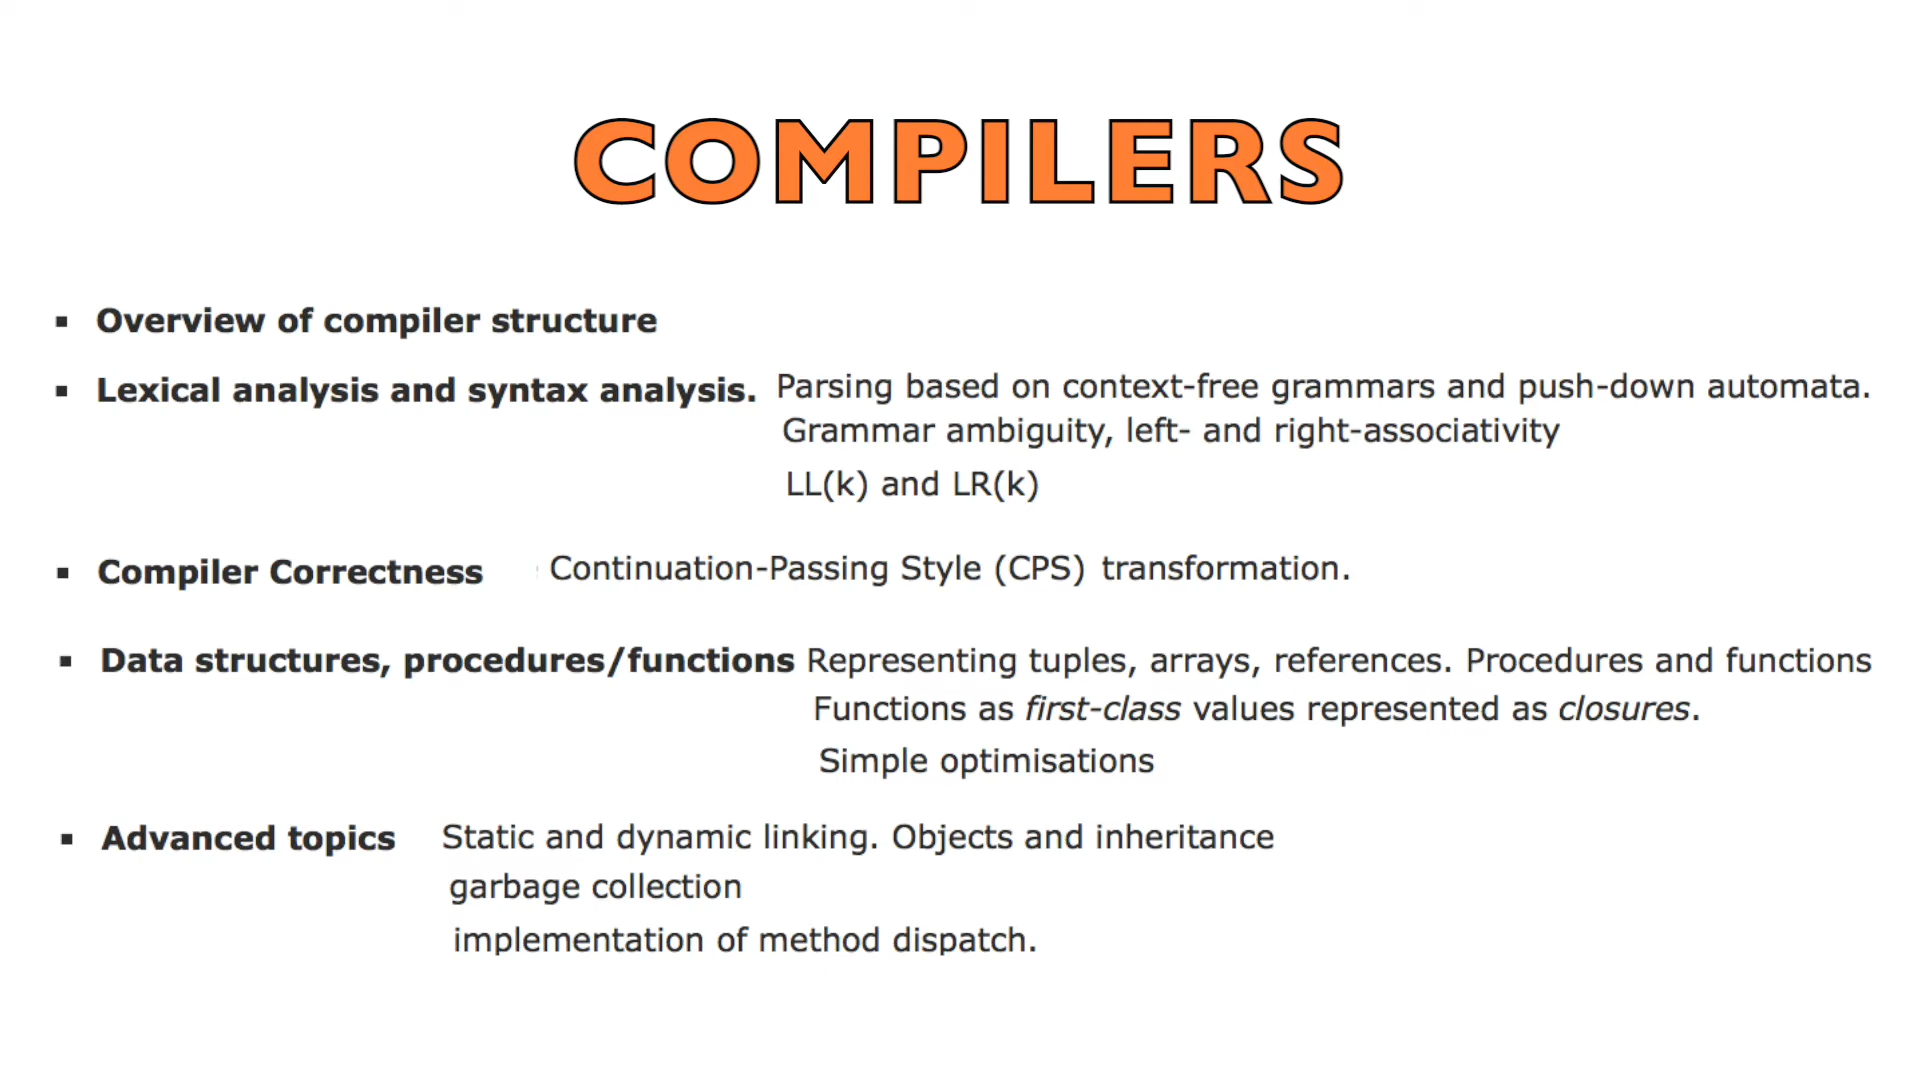 COMPILERS
▪ Overview of compiler structure
▪ Lexical analysis and syntax analysis. Parsing based on context-free grammars and push-down automata.
Grammar ambiguity, left- and right-associativity
LL(k) and LR(k)
▪ Compiler Correctness Continuation-Passing Style (CPS) transformation.
▪ Data structures, procedures/functions Representing tuples, arrays, references. Procedures and functions
Functions as first-class values represented as closures.
Simple optimisations
▪ Advanced topics Static and dynamic linking. Objects and inheritance
garbage collection
implementation of method dispatch.